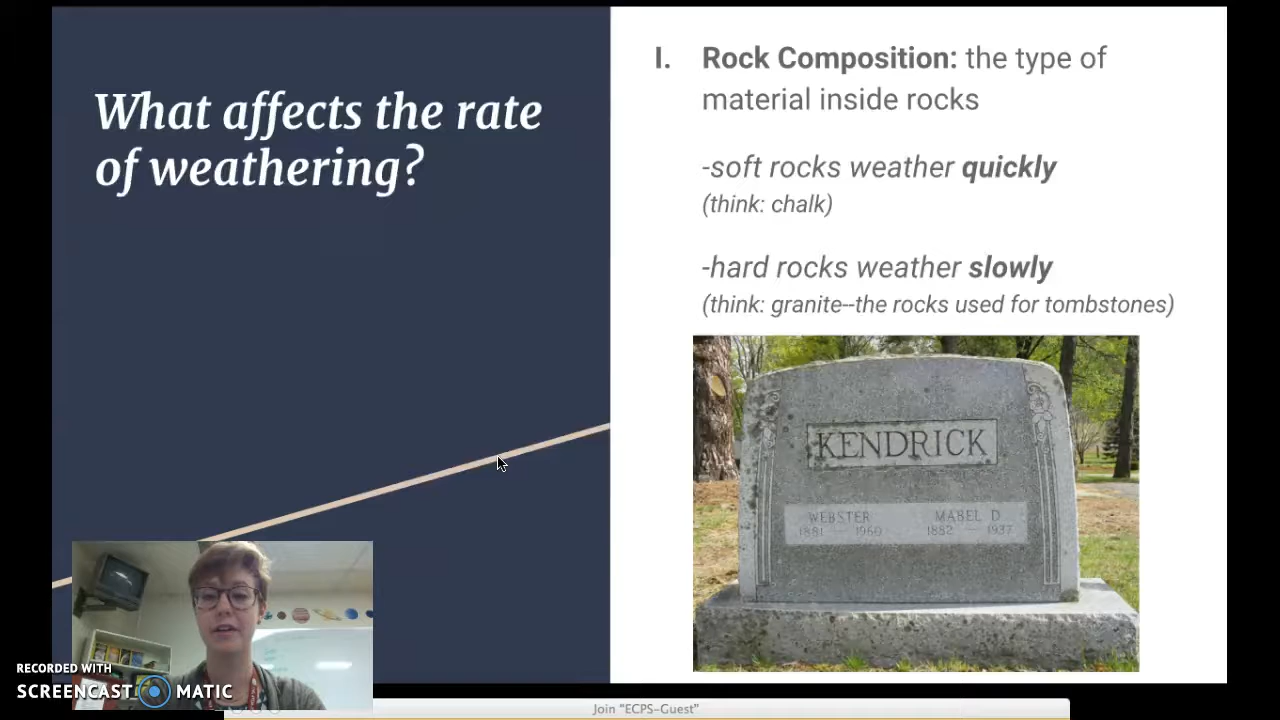 What affects the rate
of weathering?
I. Rock Composition: the type of
material inside rocks
-soft rocks weather quickly
(think: chalk)
-hard rocks weather slowly
(think: granite--the rocks used for tombstones)
KENDRICK
WEBSTER MABEL D
1881 — 1960 1882 — 1937
RECORDED WITH
SCREENCAST MATIC
Join "ECPS-Guest"